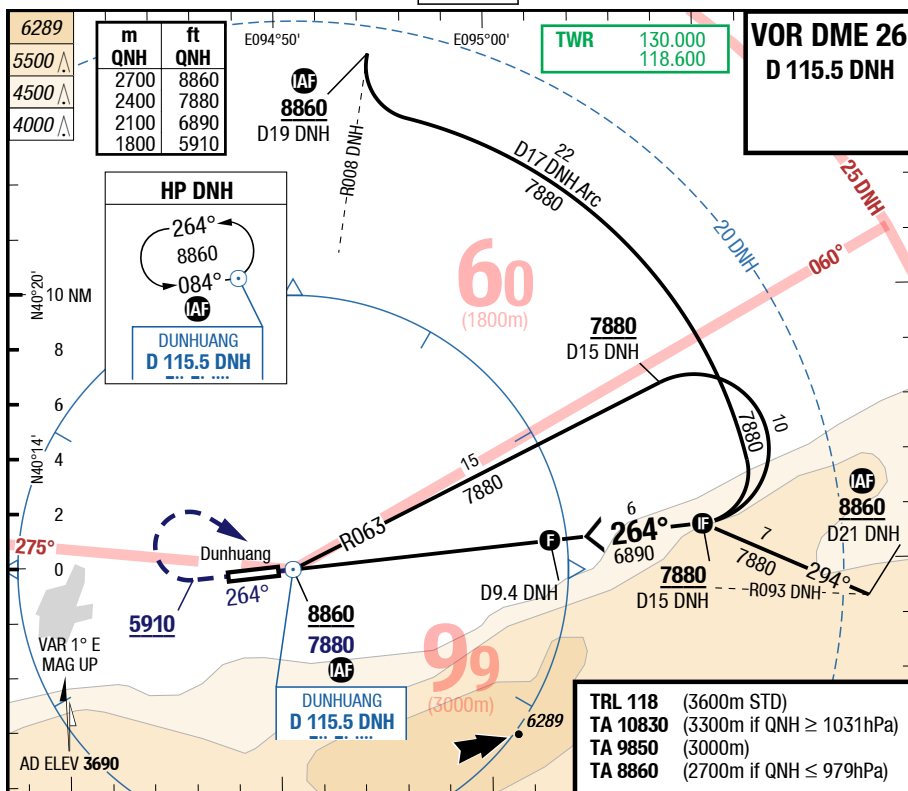 6289
5500
4500
4000
m ft
QNH QNH
2700 8860
2400 7880
2100 6890
1800 5910
E094°50'
E095°00'
TWR 130.000
118.600
VOR DME 26
D 115.5 DNH
IAF
8860
D19 DNH
R008 DNH
22
D17 DNH Arc
7880
25 DNH
20 DNH
060°
HP DNH
264°
8860
084°
IAF
DUNHUANG
D 115.5 DNH
N40°20'
10 NM
8
6
4
2
0
N40°14'
60
(1800m)
7880
D15 DNH
7880
10
15
7880
R063
IAF
8860
D21 DNH
6
264°
6890
IF
7
7880
294°
R093 DNH
7880
D15 DNH
F
D9.4 DNH
275°
Dunhuang
264°
5910
8860
7880
IAF
DUNHUANG
D 115.5 DNH
99
(3000m)
6289
VAR 1° E
MAG UP
AD ELEV 3690
TRL 118 (3600m STD)
TA 10830 (3300m if QNH ≥ 1031hPa)
TA 9850 (3000m)
TA 8860 (2700m if QNH ≤ 979hPa)